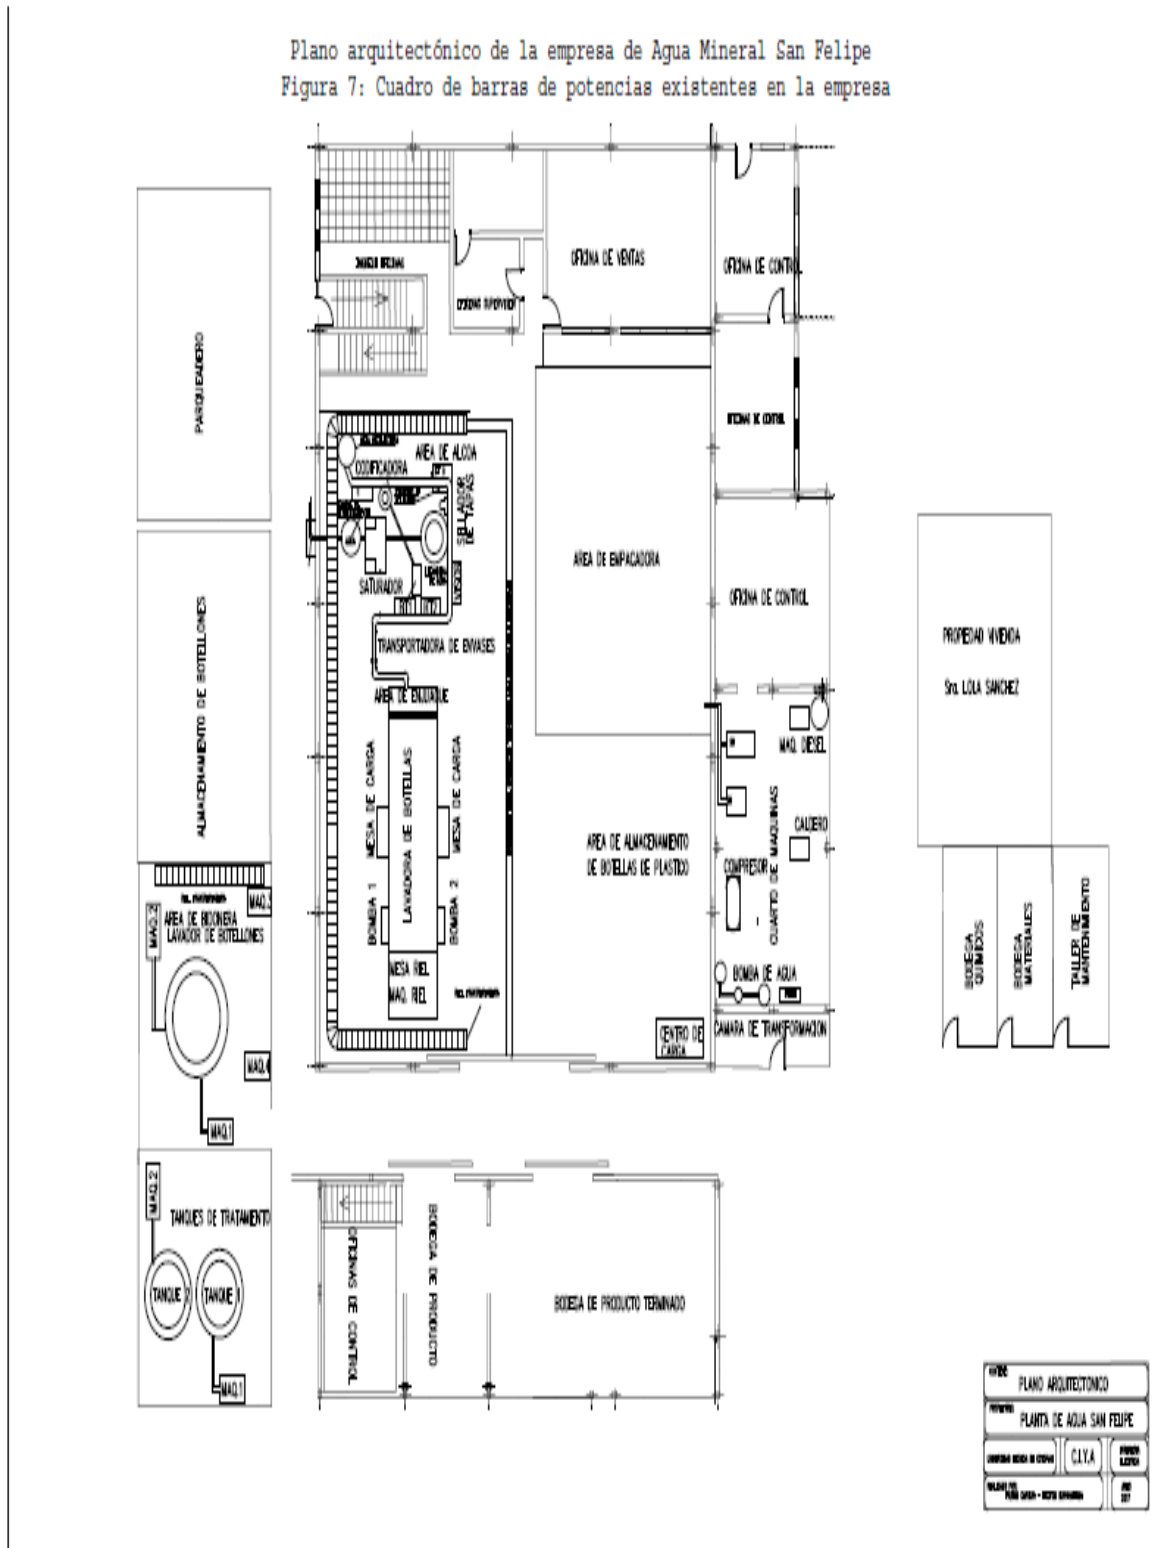 Plano arquitectónico de la empresa de Agua Mineral San Felipe
Figura 7: Cuadro de barras de potencias existentes en la empresa
OFICINA DE VENTAS
OFICINA DE CONTROL
PARQUEADERO
OFICINAS DE CONTROL
AREA DE ALCOA
CODIFICADORA
SELLADOR
DE TAPAS
SATURADOR
AREA DE EMPACADORA
OFICINA DE CONTROL
TRANSPORTADORA DE ENVASES
AREA DE ENJUAGUE
ALMACENAMIENTO DE BOTELLONES
PROPIEDAD VIVIENDA
Sra. LOLA SANCHEZ
MAQ. DIESEL
MESA DE CARGA
LAVADORA DE BOTELLAS
MESA DE CARGA
AREA DE ALMACENAMIENTO
DE BOTELLAS DE PLASTICO
CALDERO
COMPRESOR
CUARTO DE MAQUINAS
BOMBA 1
BOMBA 2
MAQ.2
AREA DE BIDONERA
LAVADOR DE BOTELLONES
MESA RIEL
MAQ. RIEL
BOMBA DE AGUA
BODEGA
QUIMICOS
BODEGA
MATERIALES
TALLER DE
MANTENIMIENTO
CENTRO DE
CARGA
CAMARA DE TRANSFORMACION
MAQ.4
MAQ.1
MAQ.2
TANQUES DE TRATAMIENTO
TANQUE 2
TANQUE 1
MAQ.1
OFICINAS DE CONTROL
BODEGA DE PRODUCTO
BODEGA DE PRODUCTO TERMINADO
PLANO ARQUITECTONICO
PLANTA DE AGUA SAN FELIPE
C.I.Y.A